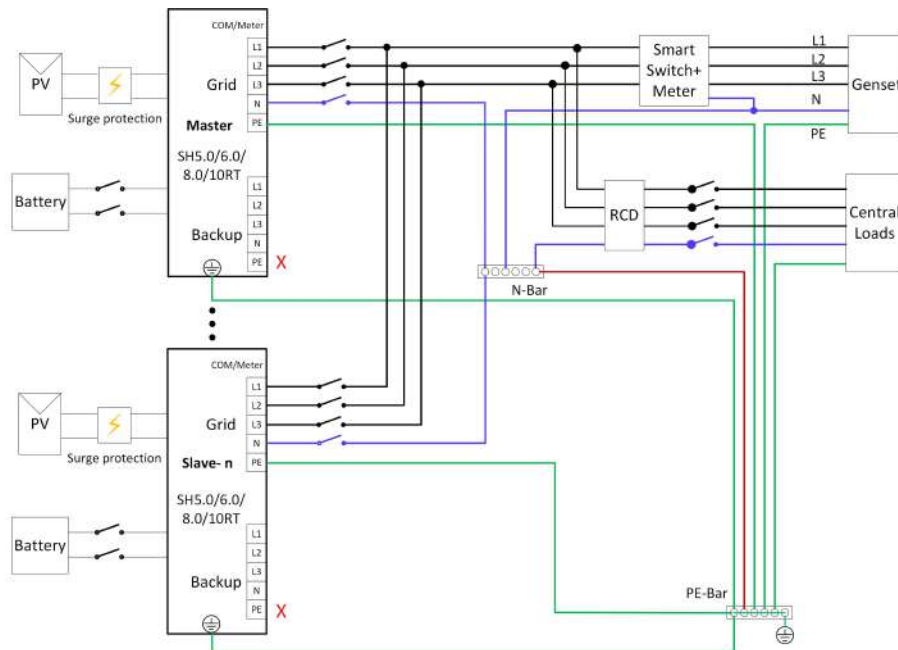 COM/Meter
L1
L2
L3
N
PE
Grid
Master
SH5.0/6.0/
8.0/10RT
L1
L2
L3
N
PE
Backup
X
PV
Surge protection
Battery
Smart
Switch+
Meter
L1
L2
L3
N
PE
Genset
RCD
Central
Loads
N-Bar
COM/Meter
L1
L2
L3
N
PE
Grid
Slave- n
SH5.0/6.0/
8.0/10RT
L1
L2
L3
N
PE
Backup
X
PV
Surge protection
Battery
PE-Bar